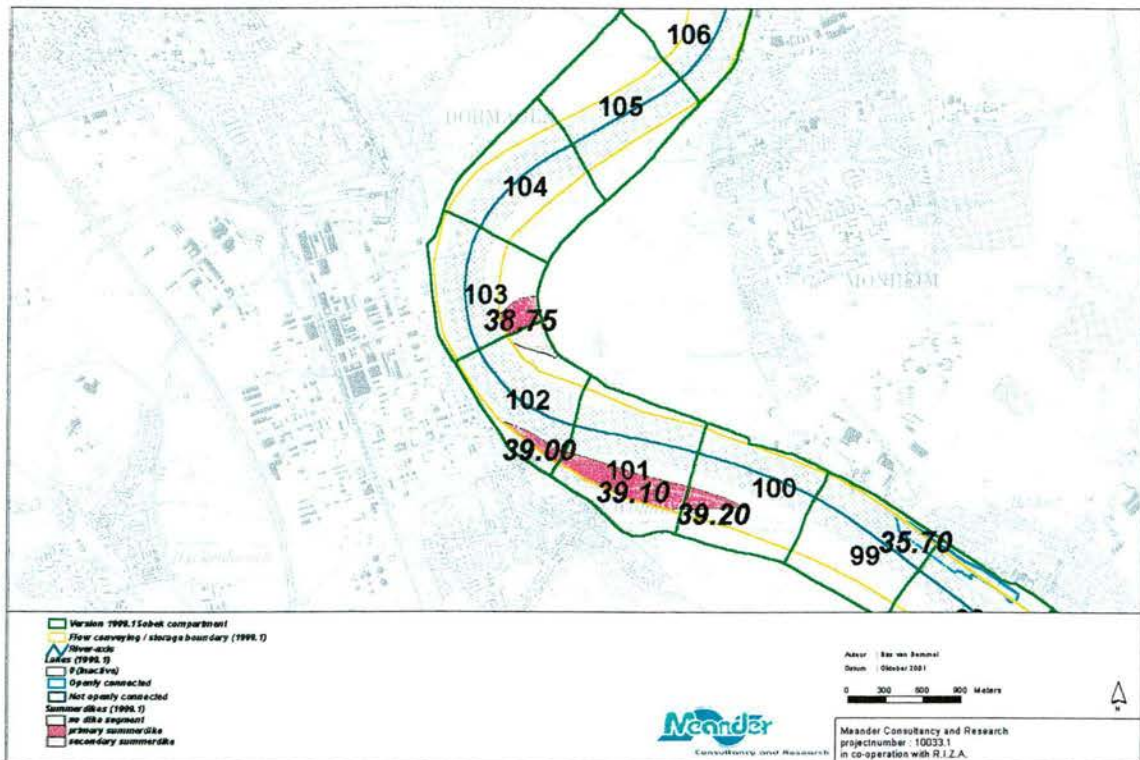 106
105
DORMAGEN
104
MONHEIM
103
38.75
102
39.00
101
39.10
100
39.20
35.70
99
Version 1999.1 Sobek compartment
Flow conveying / storage boundary (1999.1)
River-axis
Lakes (1999.1)
0 (Inactive)
Openly connected
Not openly connected
Summerdikes (1999.1)
no dike segment
primary summerdike
secondary summerdike
Meander
Consultancy and Research
Auteur : Bas van Bemmel
Datum : Oktober 2001
0 300 600 900 Meters
N
Meander Consultancy and Research
projectnumber : 10033.1
in co-operation with R.I.Z.A.